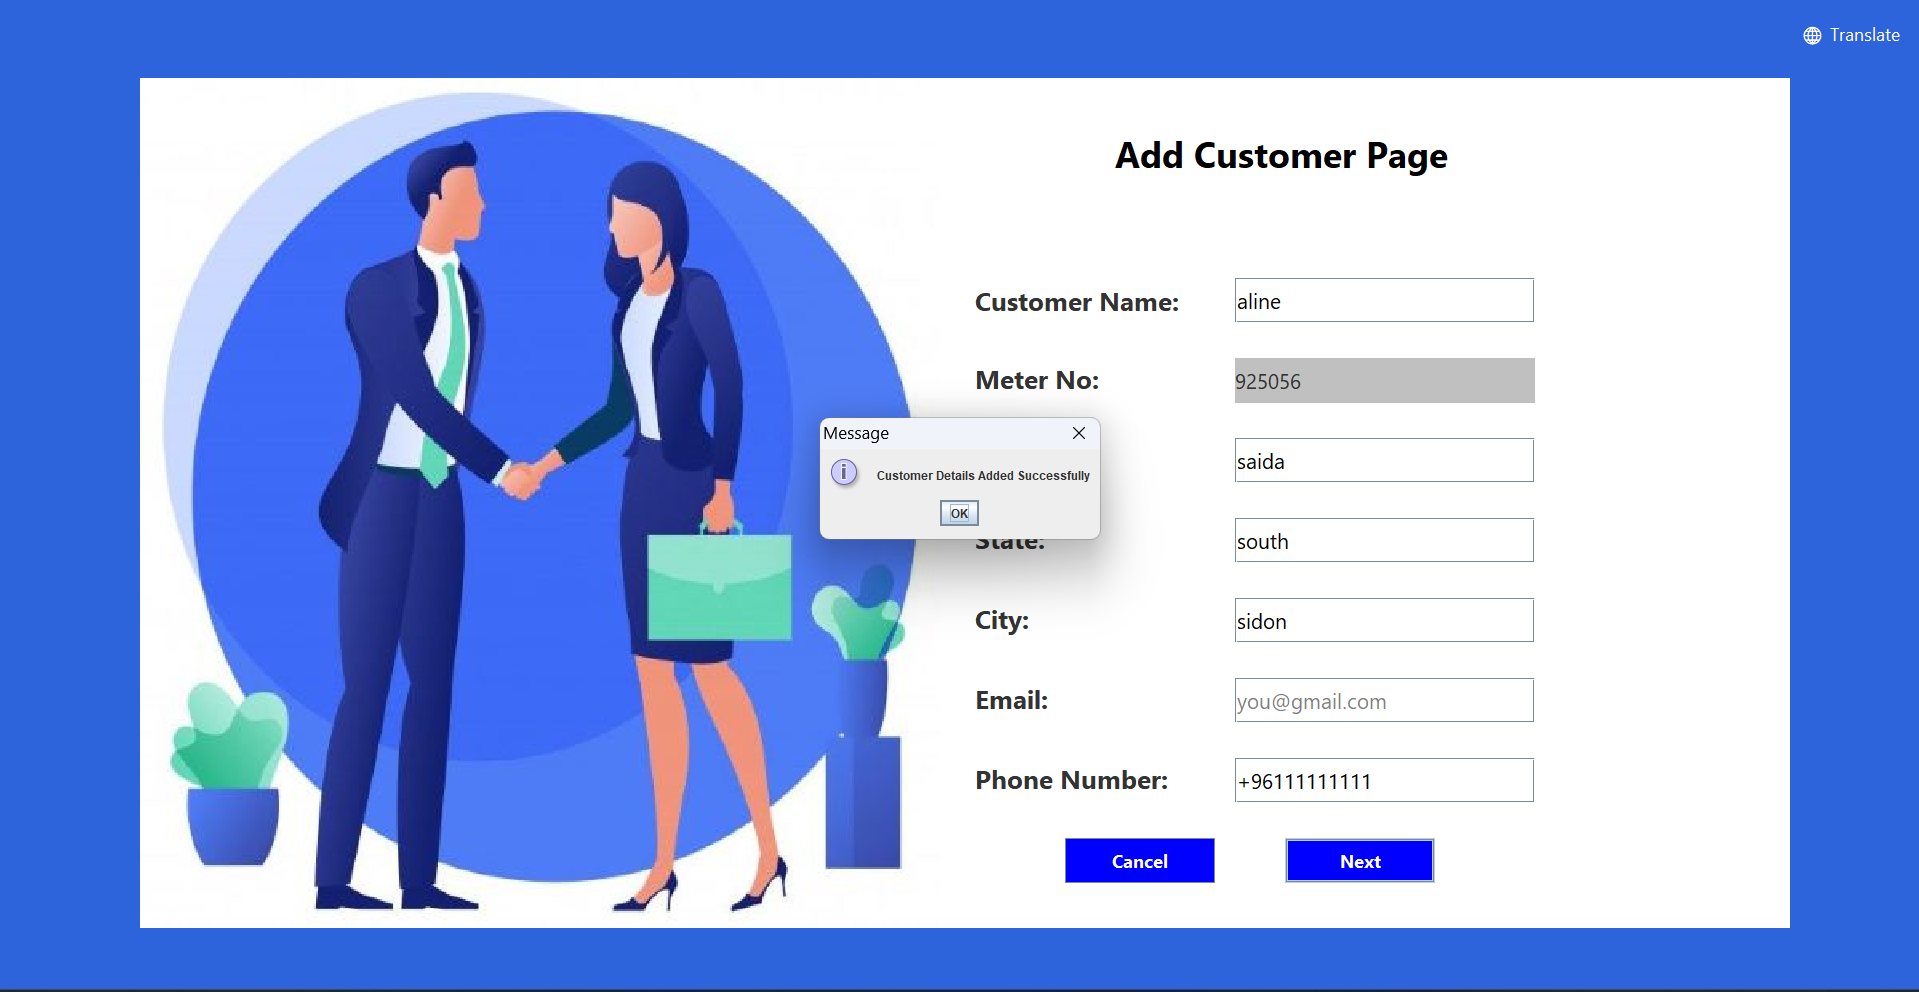 Translate
Add Customer Page
Customer Name: aline
Meter No: 925056
Message
Customer Details Added Successfully
OK
saida
State: south
City: sidon
Email: you@gmail.com
Phone Number: +96111111111
Cancel Next